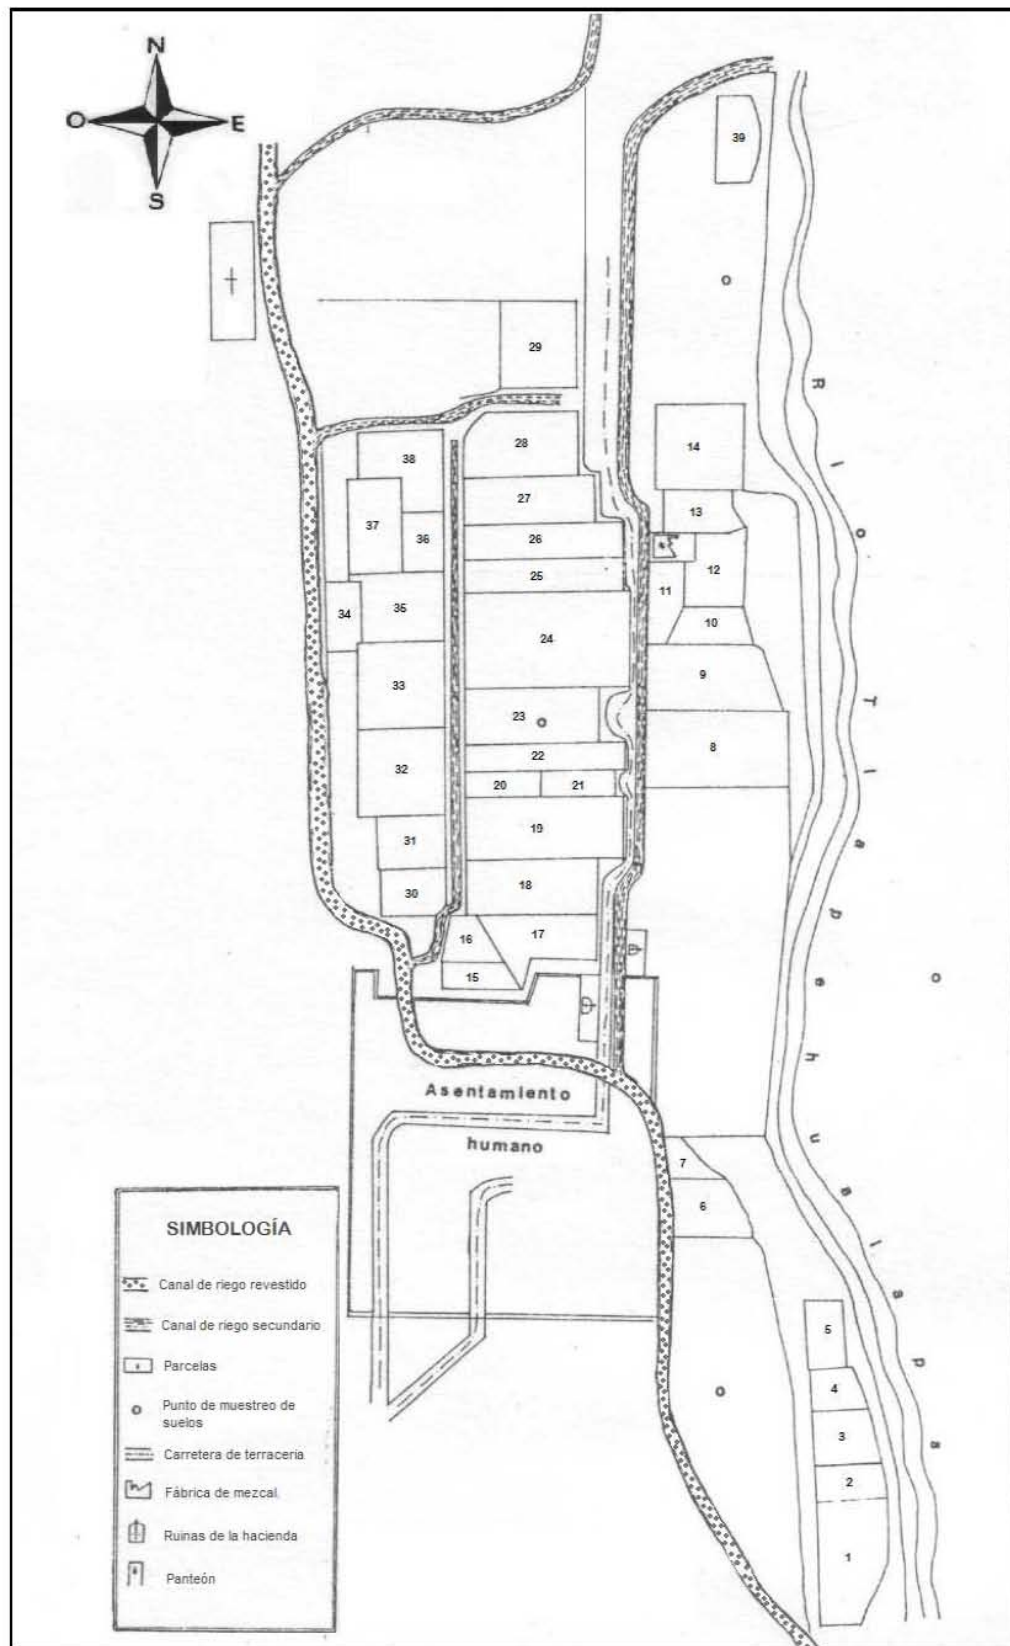 N
O E
S
39
29
28
14
38
27
13
37
36
26
12
25
11
34
35
24
10
33
9
23
8
32
22
20 21
31
19
30
18
16 17
15
Río Tlapehualapa
Asentamiento
humano
7
6
5
4
3
2
1
SIMBOLOGÍA
Canal de riego revestido
Canal de riego secundario
Parcelas
Punto de muestreo de
suelos
Carretera de terracería
Fábrica de mezcal
Ruinas de la hacienda
Panteón